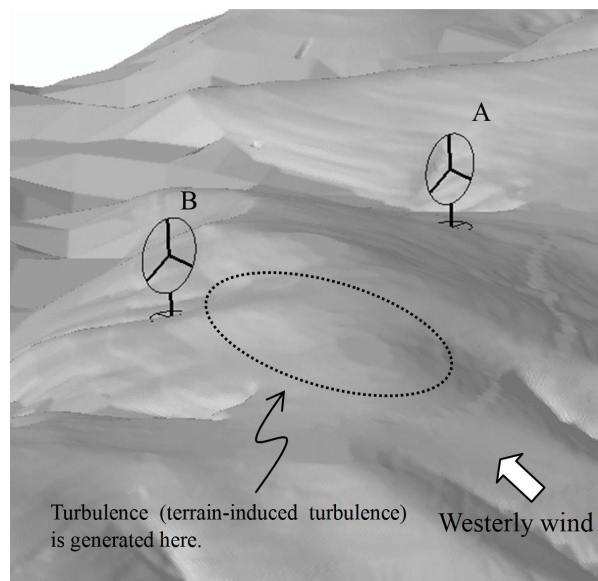 A
B
Turbulence (terrain-induced turbulence)
is generated here.
Westerly wind